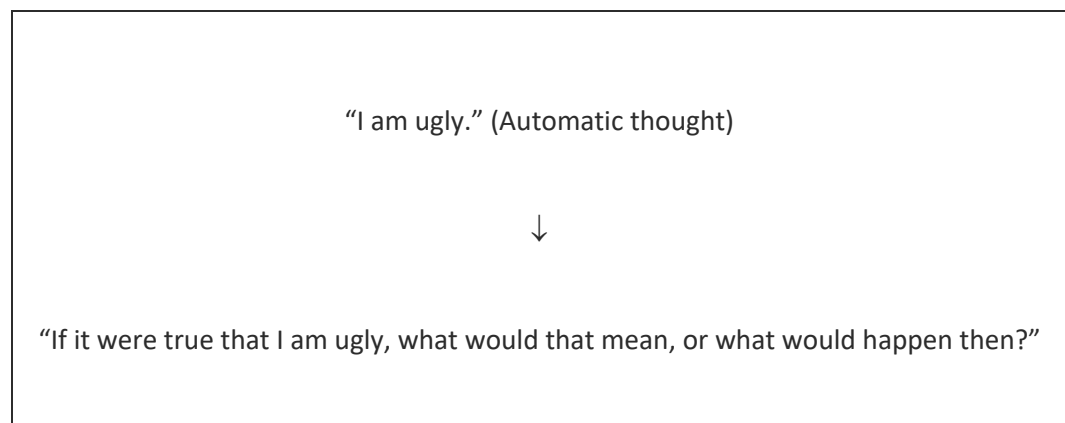 “I am ugly.” (Automatic thought)
↓
“If it were true that I am ugly, what would that mean, or what would happen then?”